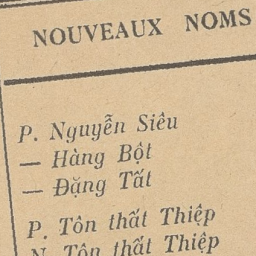 NOUVEAUX NOMS
P. Nguyễn Siêu
— Hàng Bột
— Đặng Tất
P. Tôn thất Thiệp
N. Tôn thất Thiệp